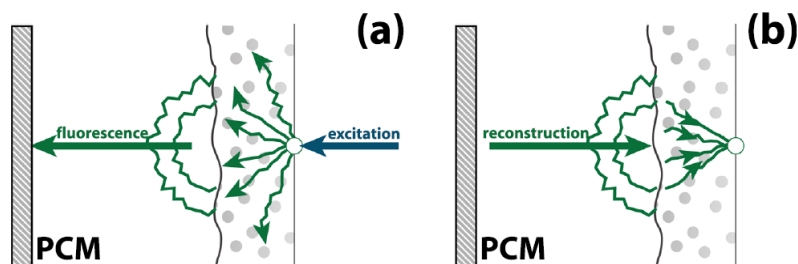 (a)
fluorescence
excitation
PCM
(b)
reconstruction
PCM